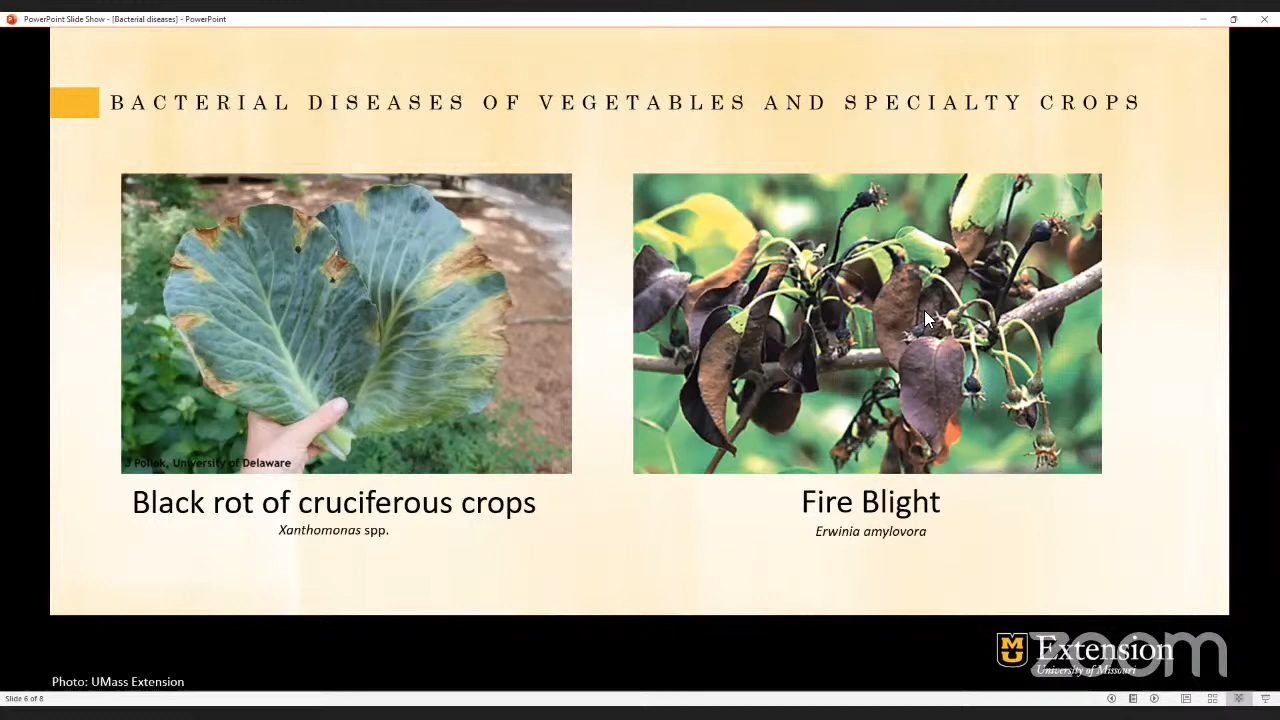 PowerPoint Slide Show - [Bacterial diseases] - PowerPoint
BACTERIAL DISEASES OF VEGETABLES AND SPECIALTY CROPS
J Pollok, University of Delaware
Black rot of cruciferous crops
Xanthomonas spp.
Fire Blight
Erwinia amylovora
MU
Extension
University of Missouri
zoom
Photo: UMass Extension
Slide 6 of 8